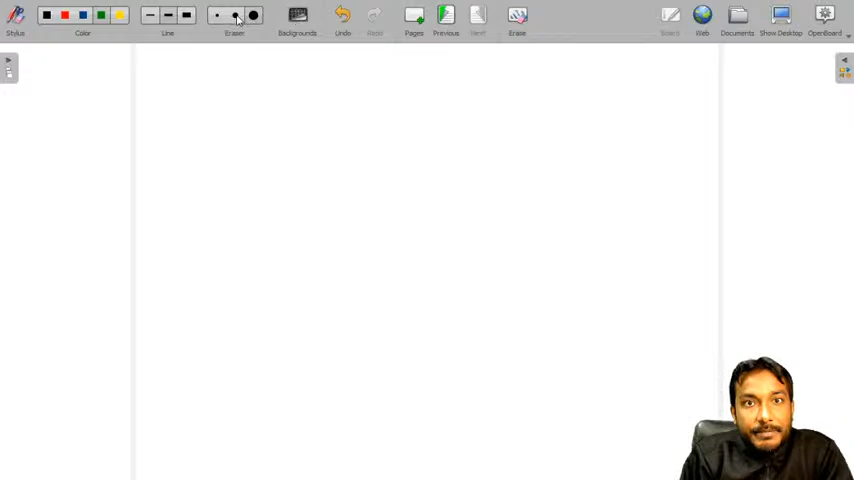 Stylus
Color
Line
Eraser
Backgrounds
Undo
Redo
Pages
Previous
Next
Erase
Board
Web
Documents
Show Desktop
OpenBoard